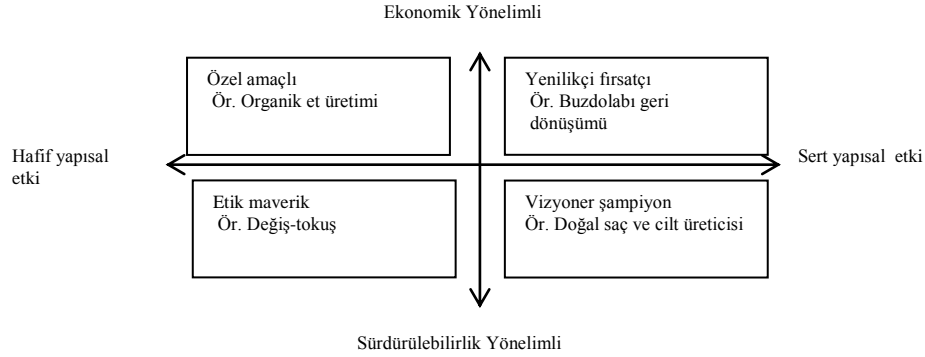 Ekonomik Yönelimli
Özel amaçlı
Ör. Organik et üretimi
Yenilikçi fırsatçı
Ör. Buzdolabı geri
dönüşümü
Hafif yapısal
etki
Sert yapısal etki
Etik maverik
Ör. Değiş-tokuş
Vizyoner şampiyon
Ör. Doğal saç ve cilt üreticisi
Sürdürülebilirlik Yönelimli